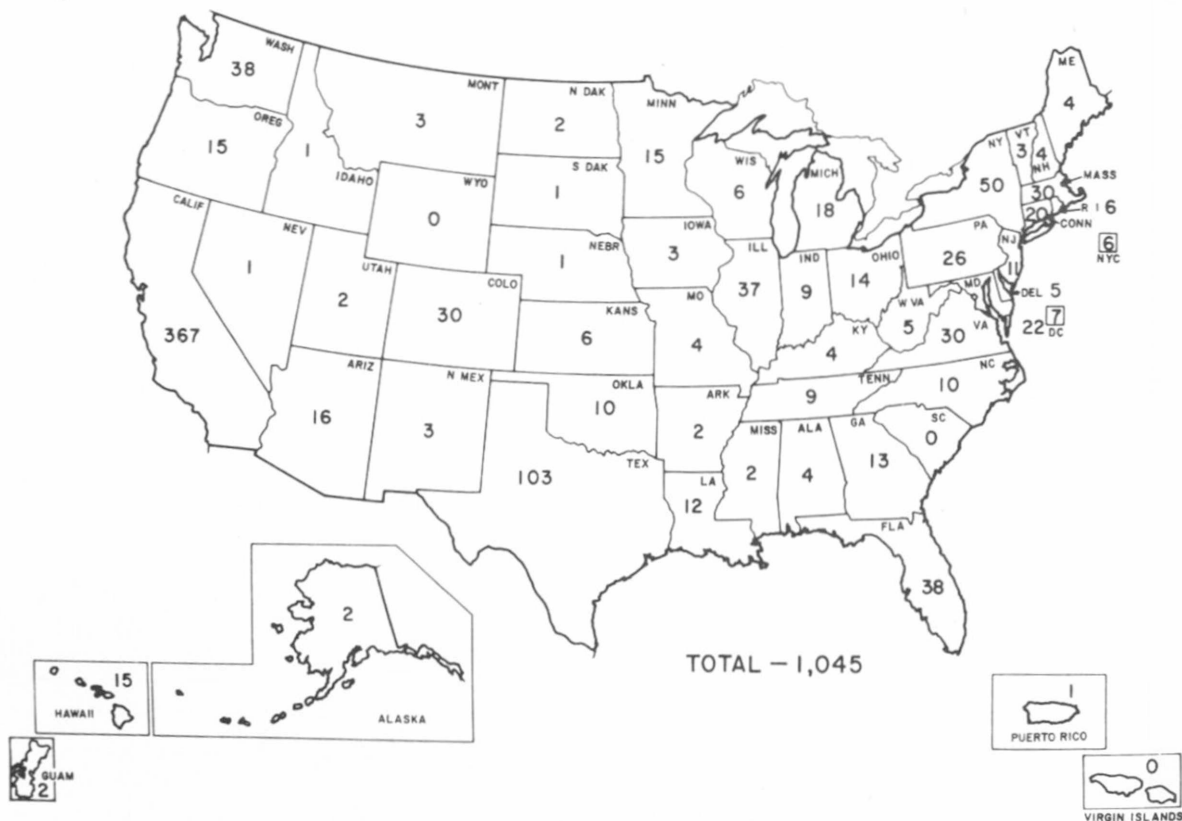 WASH
38
MONT
3
N DAK
2
MINN
15
ME
4
OREG
15
IDAHO
1
WYO
0
S DAK
1
WIS
6
MICH
18
NY
50
VT
3
4
NH
MASS
30
R I 6
20
CONN
6
NYC
CALIF
367
NEV
1
UTAH
2
COLO
30
NEBR
1
IOWA
3
ILL
37
IND
9
OHIO
14
PA
26
NJ
11
DEL 5
MD
22
7
DC
KANS
6
MO
4
KY
4
W VA
5
VA
30
ARIZ
16
N MEX
3
OKLA
10
ARK
2
TENN
9
NC
10
SC
0
TEX
103
LA
12
MISS
2
ALA
4
GA
13
FLA
38
2
ALASKA
15
HAWAII
GUAM
2
TOTAL – 1,045
1
PUERTO RICO
0
VIRGIN ISLANDS